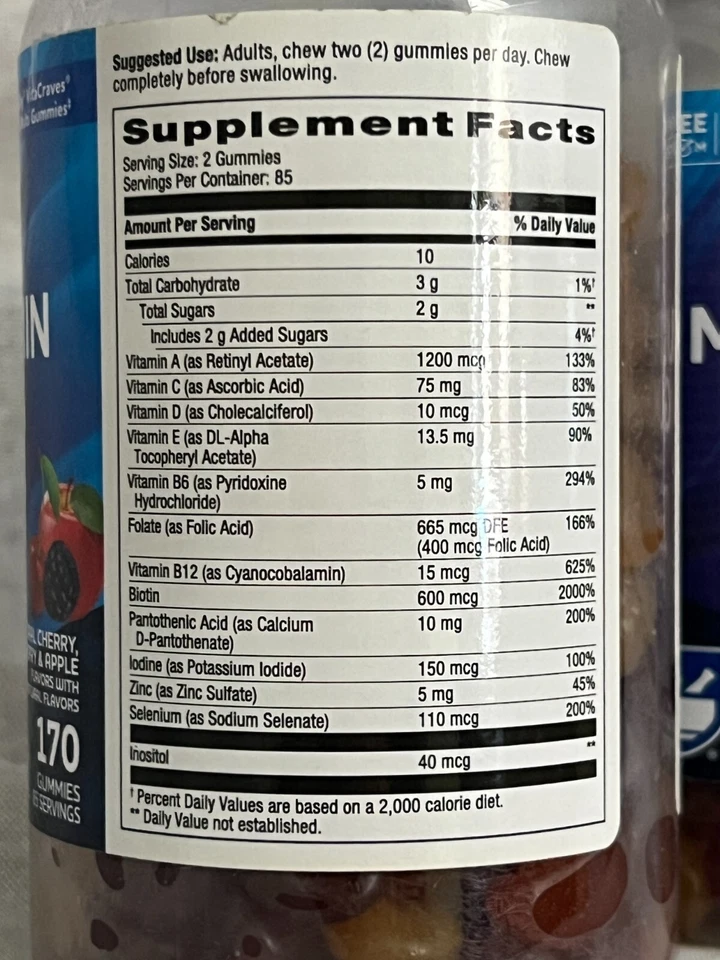 Suggested Use: Adults, chew two (2) gummies per day. Chew
completely before swallowing.
Supplement Facts
Serving Size: 2 Gummies
Servings Per Container: 85
Amount Per Serving % Daily Value
Calories 10
Total Carbohydrate 3 g 1%†
Total Sugars 2 g **
Includes 2 g Added Sugars 4%†
Vitamin A (as Retinyl Acetate) 1200 mcg 133%
Vitamin C (as Ascorbic Acid) 75 mg 83%
Vitamin D (as Cholecalciferol) 10 mcg 50%
Vitamin E (as DL-Alpha 13.5 mg 90%
Tocopheryl Acetate)
Vitamin B6 (as Pyridoxine 5 mg 294%
Hydrochloride)
Folate (as Folic Acid) 665 mcg DFE 166%
(400 mcg Folic Acid)
Vitamin B12 (as Cyanocobalamin) 15 mcg 625%
Biotin 600 mcg 2000%
Pantothenic Acid (as Calcium 10 mg 200%
D-Pantothenate)
Iodine (as Potassium Iodide) 150 mcg 100%
Zinc (as Zinc Sulfate) 5 mg 45%
Selenium (as Sodium Selenate) 110 mcg 200%
Inositol 40 mcg **
† Percent Daily Values are based on a 2,000 calorie diet.
** Daily Value not established.
VitaCraves®
Gummies‡
IN
CHERRY,
& APPLE
WITH
FLAVORS
170
GUMMIES
SERVINGS
EE
N